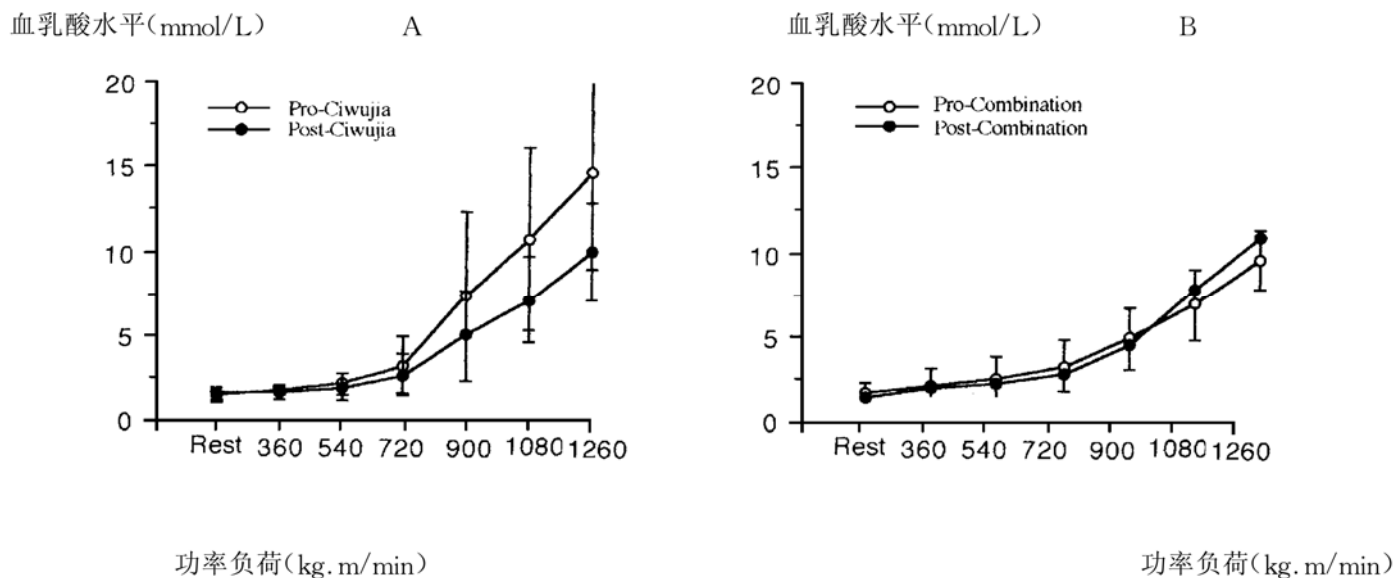 血乳酸水平(mmol/L) A
20
15
10
5
0
Pro-Ciwujia
Post-Ciwujia
Rest 360 540 720 900 1080 1260
功率负荷(kg.m/min)
血乳酸水平(mmol/L) B
20
15
10
5
0
Pro-Combination
Post-Combination
Rest 360 540 720 900 1080 1260
功率负荷(kg.m/min)